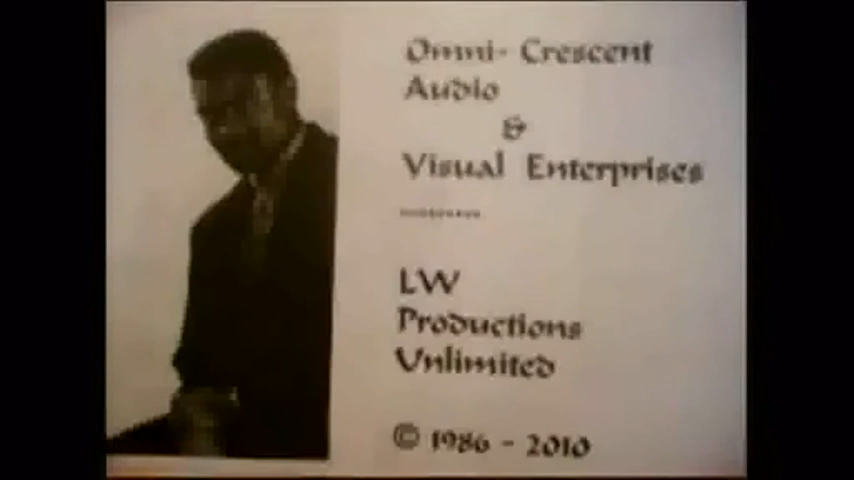 Omni-Crescent
Audio
&
Visual Enterprises
----------
LW
Productions
Unlimited
© 1986 - 2010